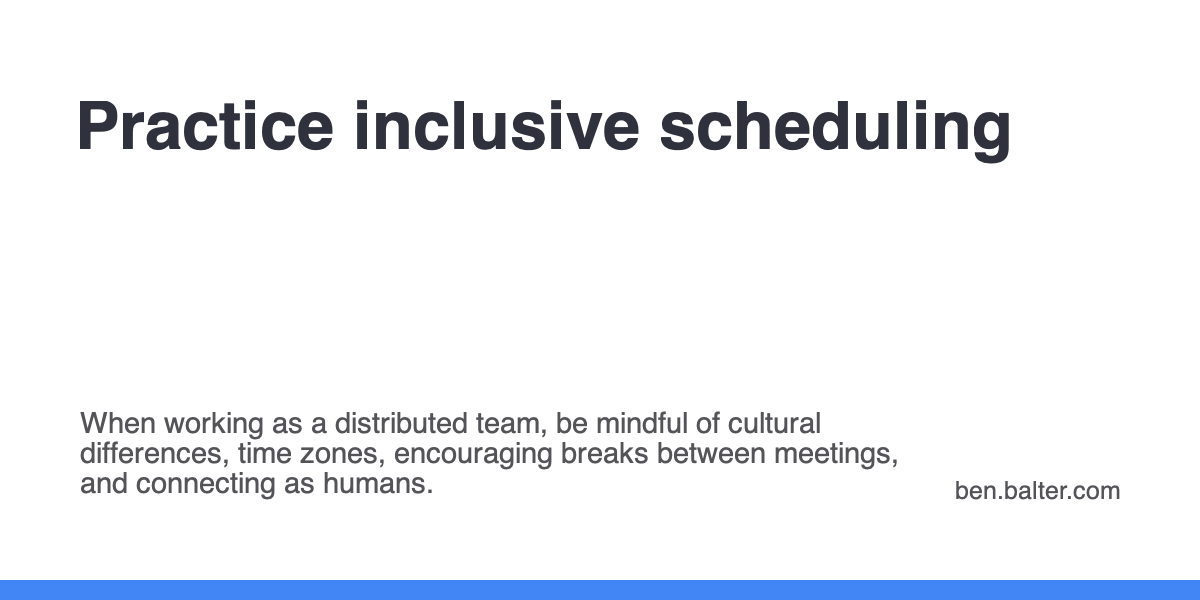 Practice inclusive scheduling
When working as a distributed team, be mindful of cultural
differences, time zones, encouraging breaks between meetings,
and connecting as humans.
ben.balter.com